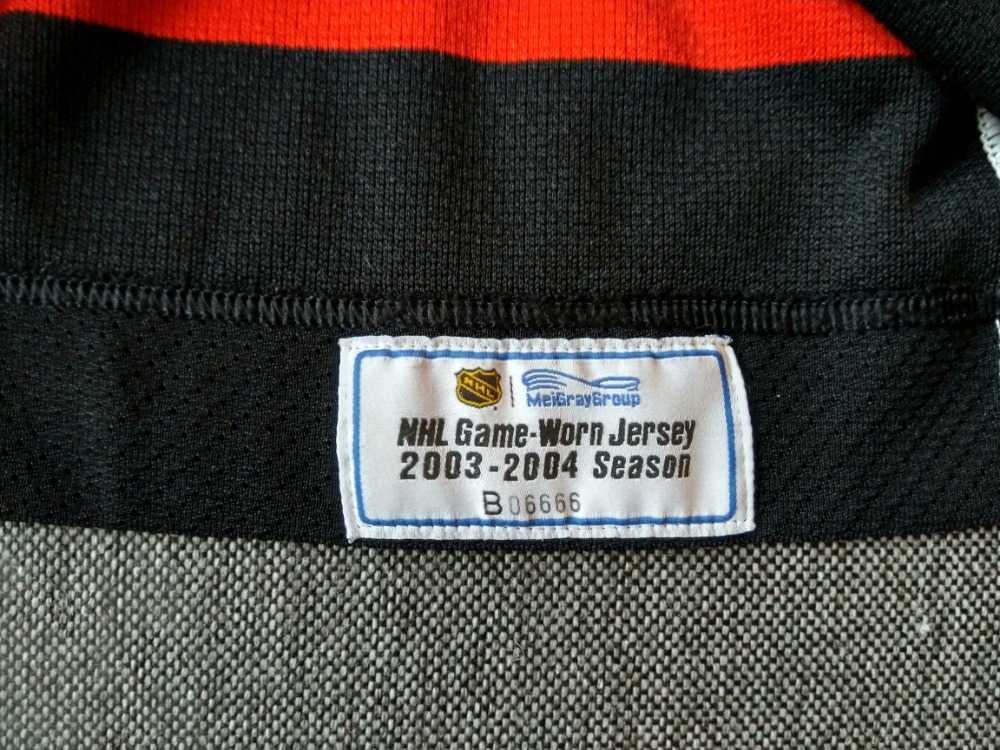 NHL MeiGrayGroup
NHL Game-Worn Jersey
2003-2004 Season
B06666